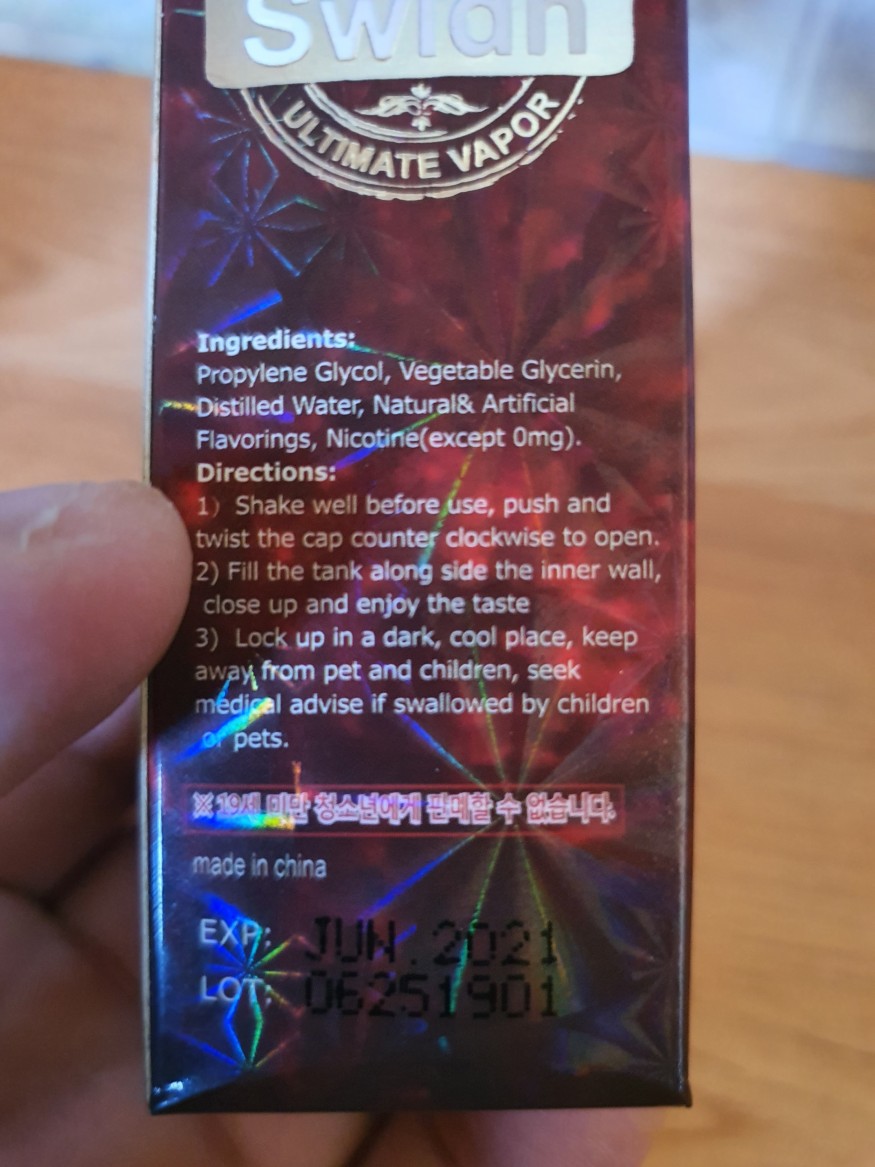 Swlan
ULTIMATE VAPOR
Ingredients:
Propylene Glycol, Vegetable Glycerin,
Distilled Water, Natural& Artificial
Flavorings, Nicotine(except 0mg).
Directions:
1) Shake well before use, push and
twist the cap counter clockwise to open.
2) Fill the tank along side the inner wall,
close up and enjoy the taste
3) Lock up in a dark, cool place, keep
away from pet and children, seek
medical advise if swallowed by children
or pets.
※ 19세 미만 청소년에게 판매할 수 없습니다.
made in china
EXP: JUN.2021
LOT: 06251901